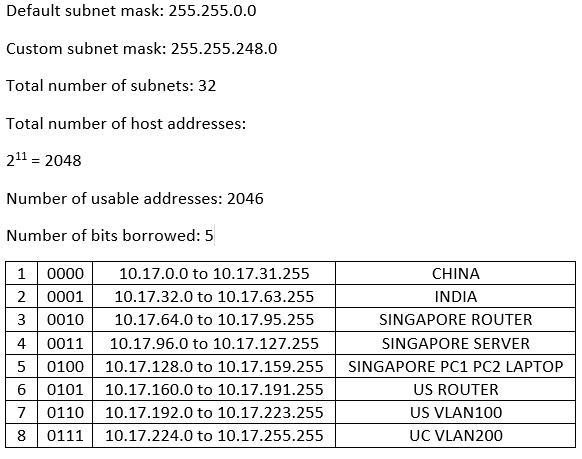 Default subnet mask: 255.255.0.0
Custom subnet mask: 255.255.248.0
Total number of subnets: 32
Total number of host addresses:
2¹¹ = 2048
Number of usable addresses: 2046
Number of bits borrowed: 5
1 0000 10.17.0.0 to 10.17.31.255 CHINA
2 0001 10.17.32.0 to 10.17.63.255 INDIA
3 0010 10.17.64.0 to 10.17.95.255 SINGAPORE ROUTER
4 0011 10.17.96.0 to 10.17.127.255 SINGAPORE SERVER
5 0100 10.17.128.0 to 10.17.159.255 SINGAPORE PC1 PC2 LAPTOP
6 0101 10.17.160.0 to 10.17.191.255 US ROUTER
7 0110 10.17.192.0 to 10.17.223.255 US VLAN100
8 0111 10.17.224.0 to 10.17.255.255 UC VLAN200